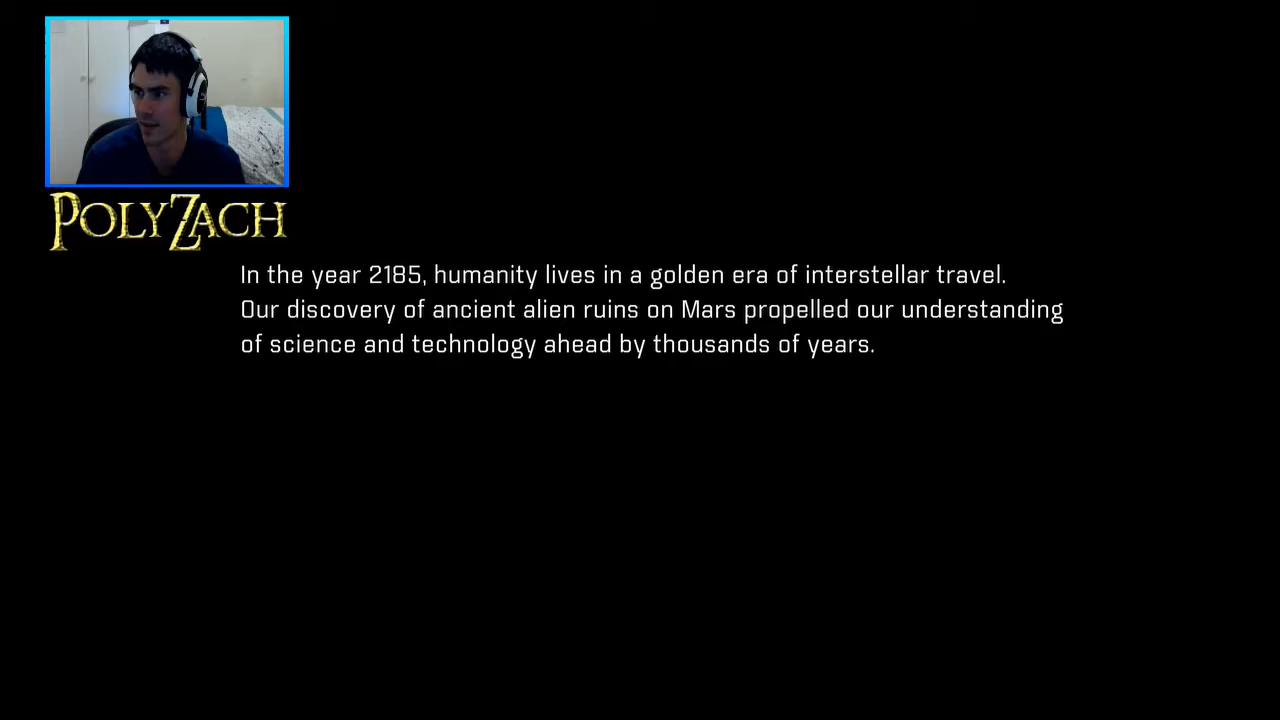 PolyZach
In the year 2185, humanity lives in a golden era of interstellar travel.
Our discovery of ancient alien ruins on Mars propelled our understanding
of science and technology ahead by thousands of years.